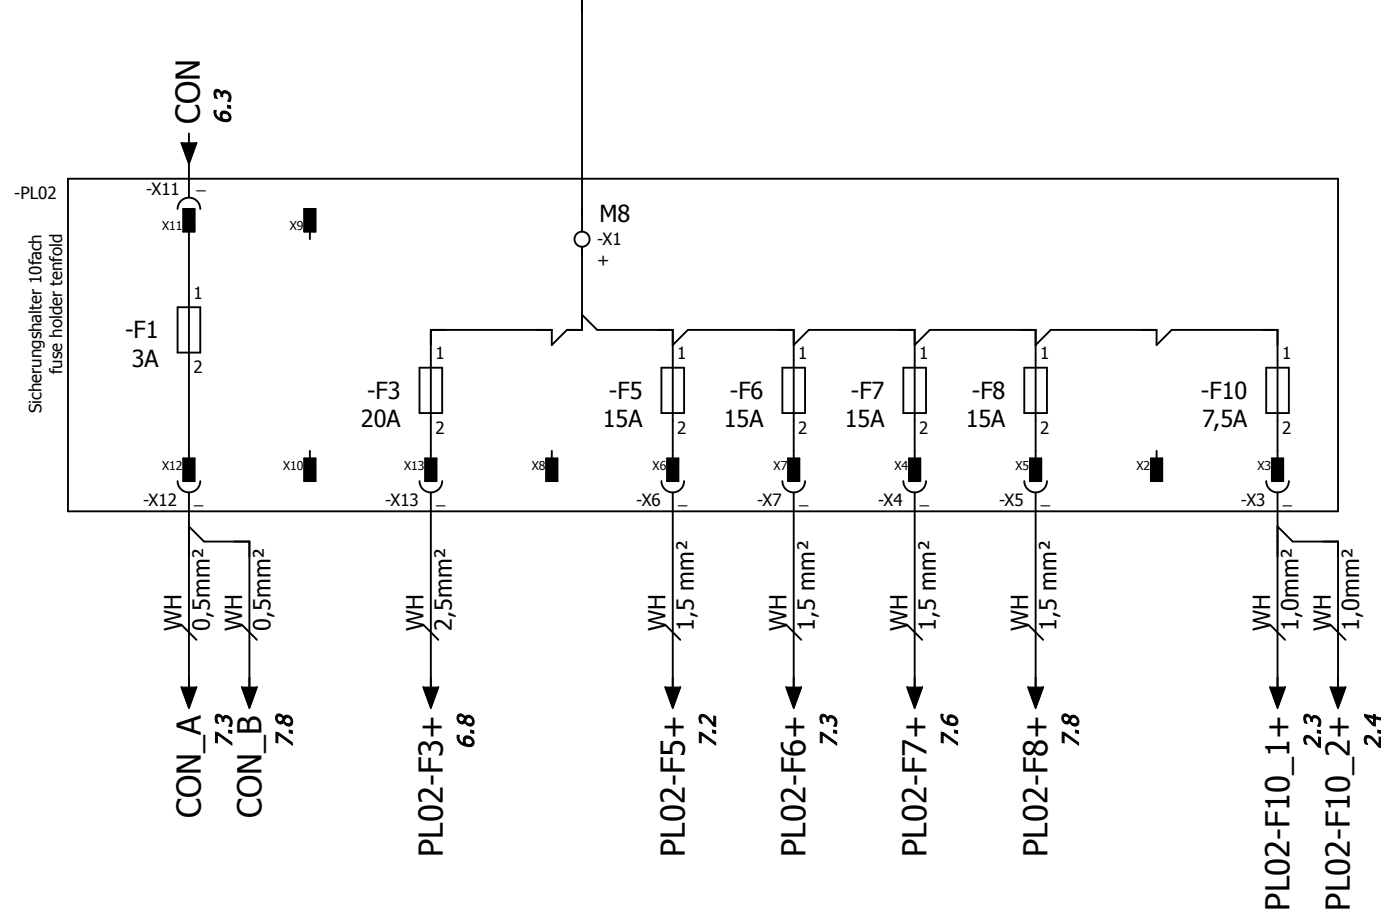 CON
6.3
-PL02
Sicherungshalter 10fach
fuse holder tenfold
-X11 _
X11
X9
M8
-X1
+
1
-F1
3A
2
1
-F3
20A
2
1
-F5
15A
2
1
-F6
15A
2
1
-F7
15A
2
1
-F8
15A
2
1
-F10
7,5A
2
X12
X10
X13
X8
X6
X7
X4
X5
X2
X3
-X12 _
-X13 _
-X6 _
-X7 _
-X4 _
-X5 _
-X3 _
WH
0,5mm²
WH
0,5mm²
WH
2,5mm²
WH
1,5 mm²
WH
1,5 mm²
WH
1,5 mm²
WH
1,5 mm²
WH
1,0mm²
WH
1,0mm²
CON_A
7.3
CON_B
7.8
PL02-F3+
6.8
PL02-F5+
7.2
PL02-F6+
7.3
PL02-F7+
7.6
PL02-F8+
7.8
PL02-F10_1+
2.3
PL02-F10_2+
2.4